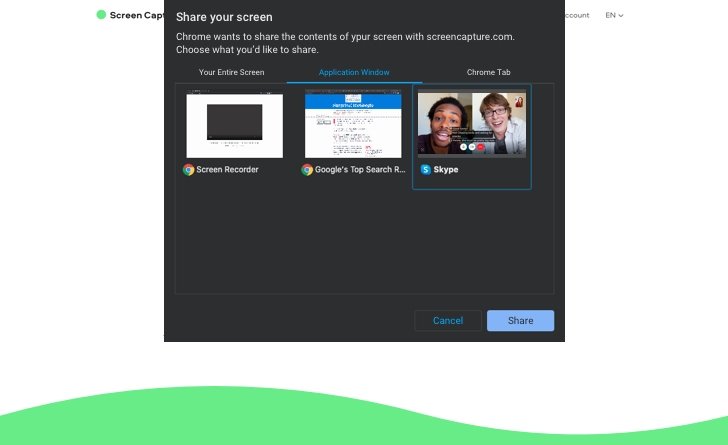 Screen Capt
ccount
EN
Share your screen
Chrome wants to share the contents of ypur screen with screencapture.com.
Choose what you'd like to share.
Your Entire Screen
Application Window
Chrome Tab
Screen Recorder
Google's Top Search R...
Skype
Cancel
Share